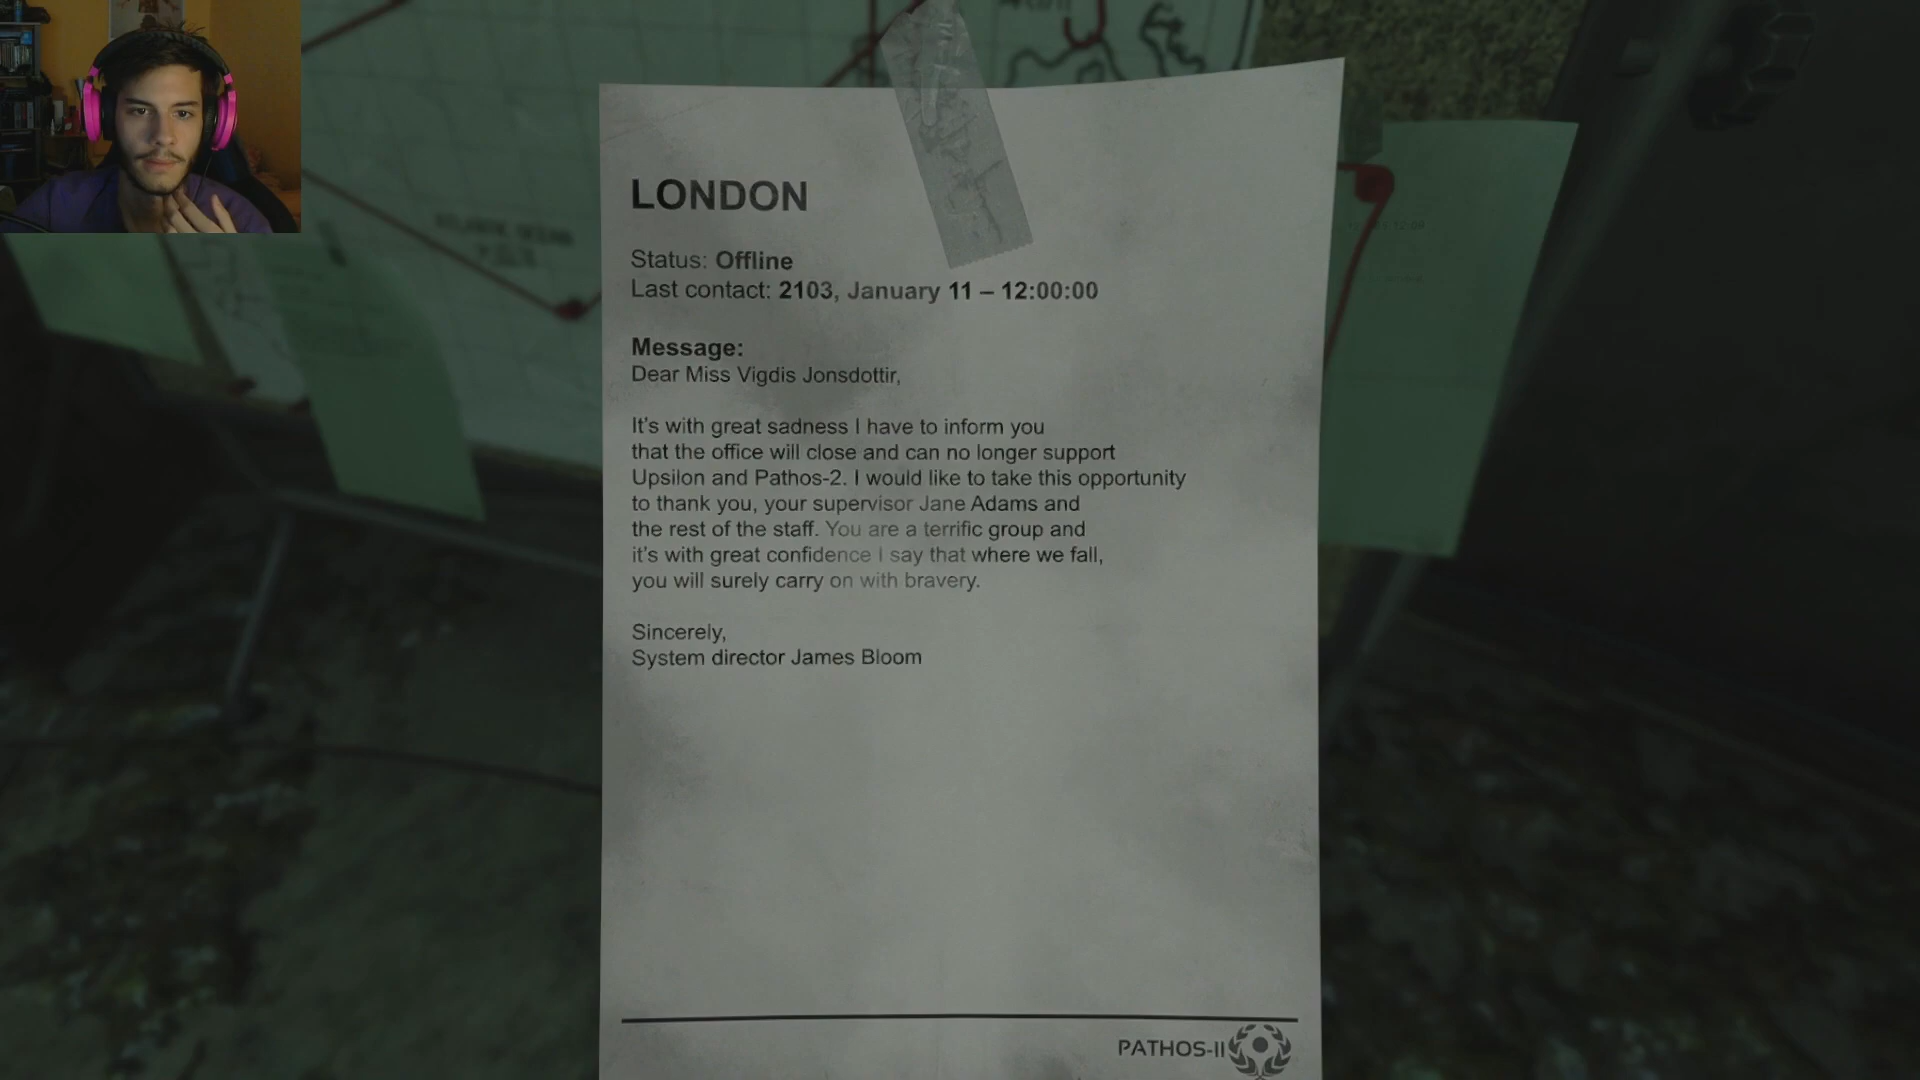 LONDON
Status: Offline
Last contact: 2103, January 11 – 12:00:00
Message:
Dear Miss Vigdis Jonsdottir,
It's with great sadness I have to inform you
that the office will close and can no longer support
Upsilon and Pathos-2. I would like to take this opportunity
to thank you, your supervisor Jane Adams and
the rest of the staff. You are a terrific group and
it's with great confidence I say that where we fall,
you will surely carry on with bravery.
Sincerely,
System director James Bloom
PATHOS-II